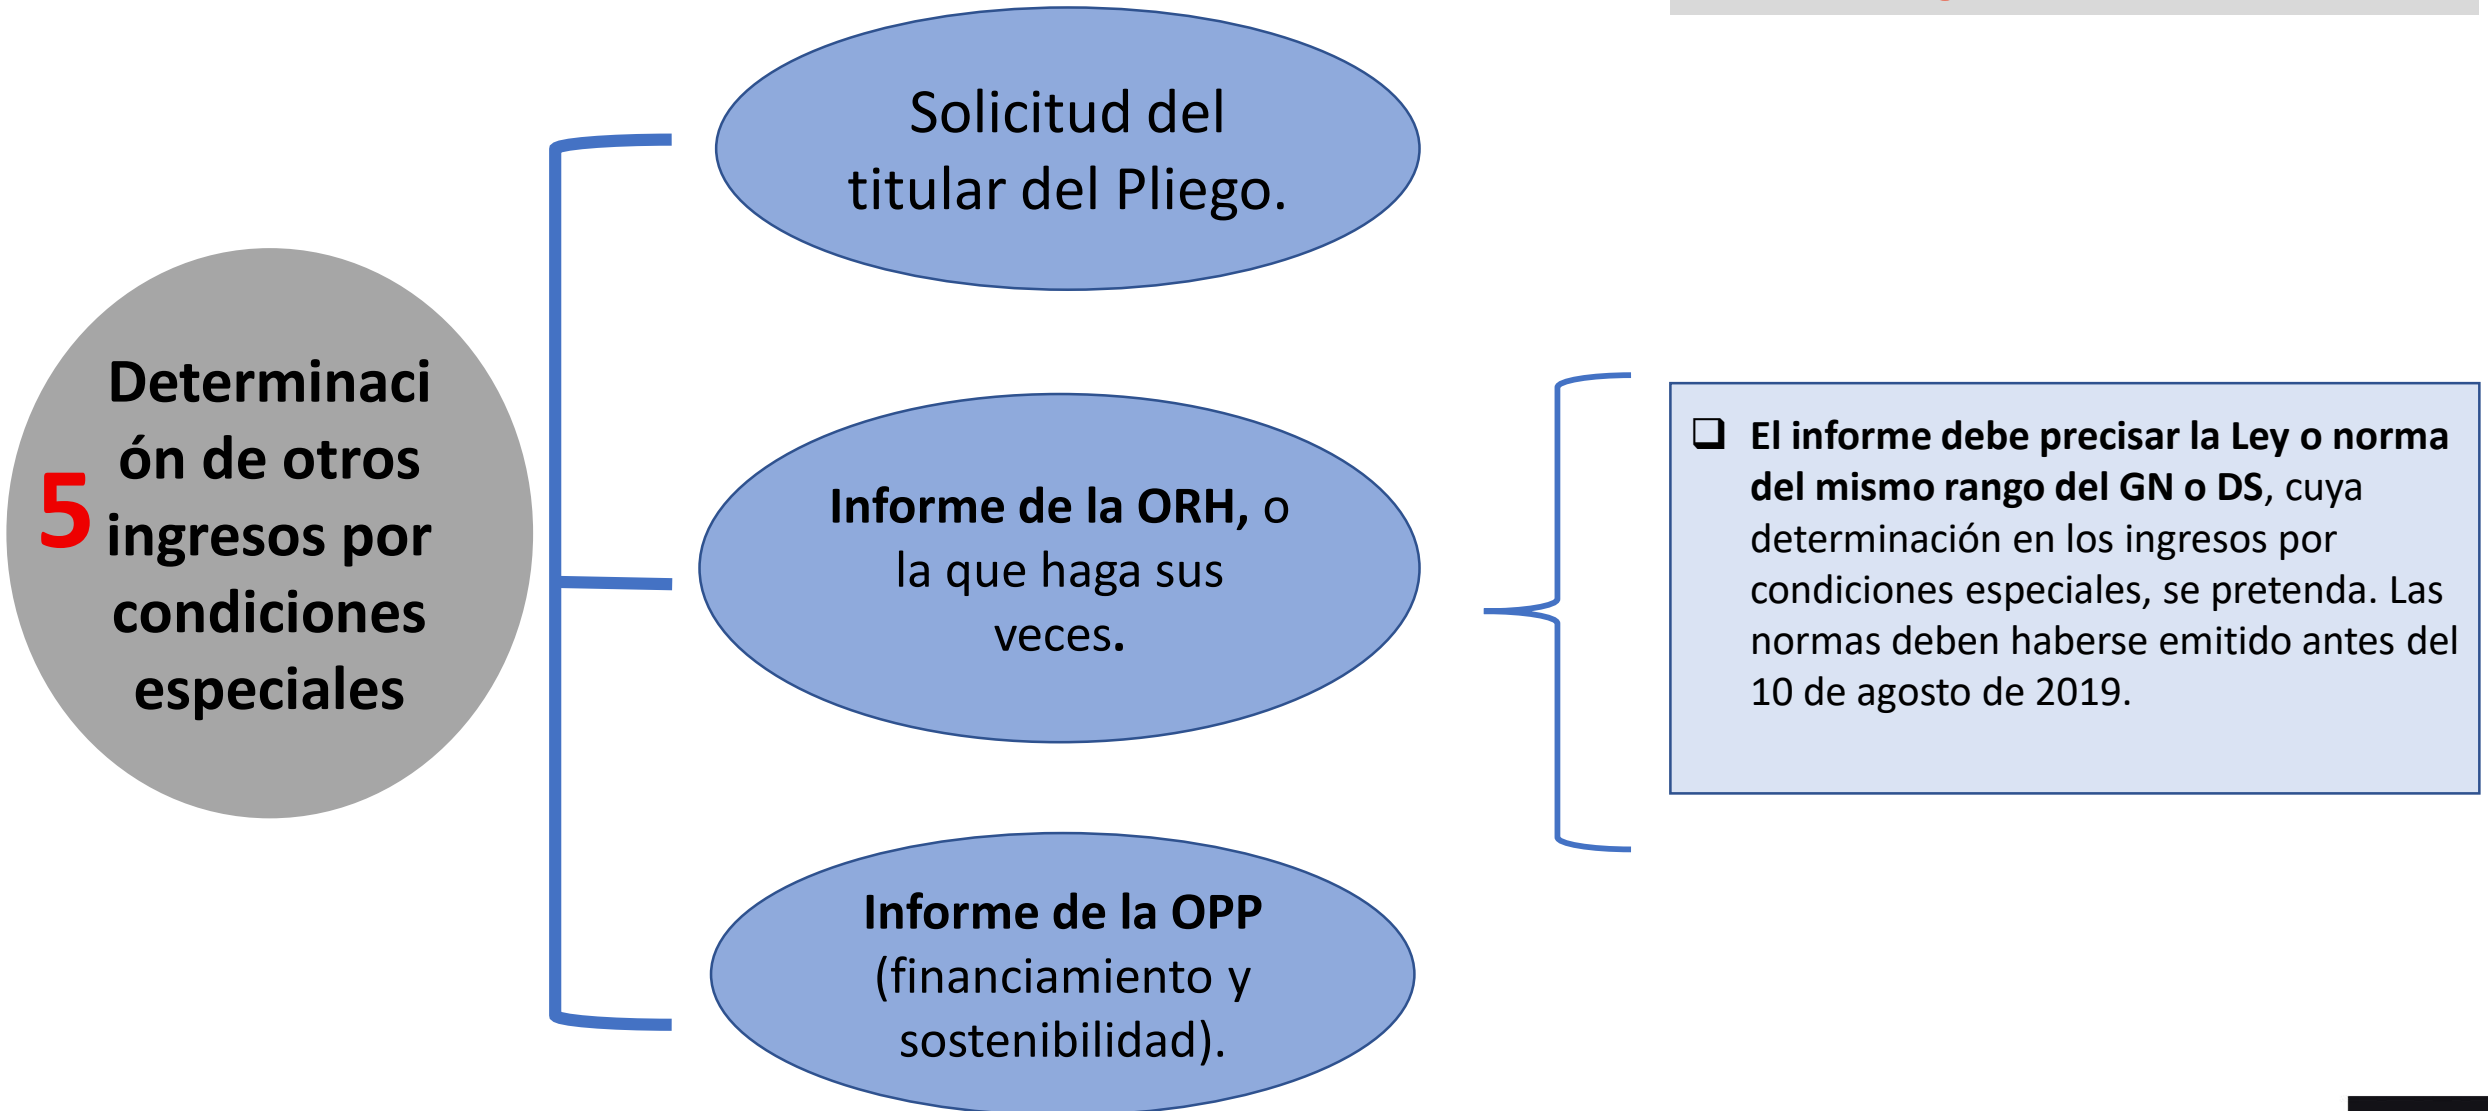 Solicitud del
titular del Pliego.
5
Determinaci
ón de otros
ingresos por
condiciones
especiales
Informe de la ORH, o
la que haga sus
veces.
❑ El informe debe precisar la Ley o norma
del mismo rango del GN o DS, cuya
determinación en los ingresos por
condiciones especiales, se pretenda. Las
normas deben haberse emitido antes del
10 de agosto de 2019.
Informe de la OPP
(financiamiento y
sostenibilidad).